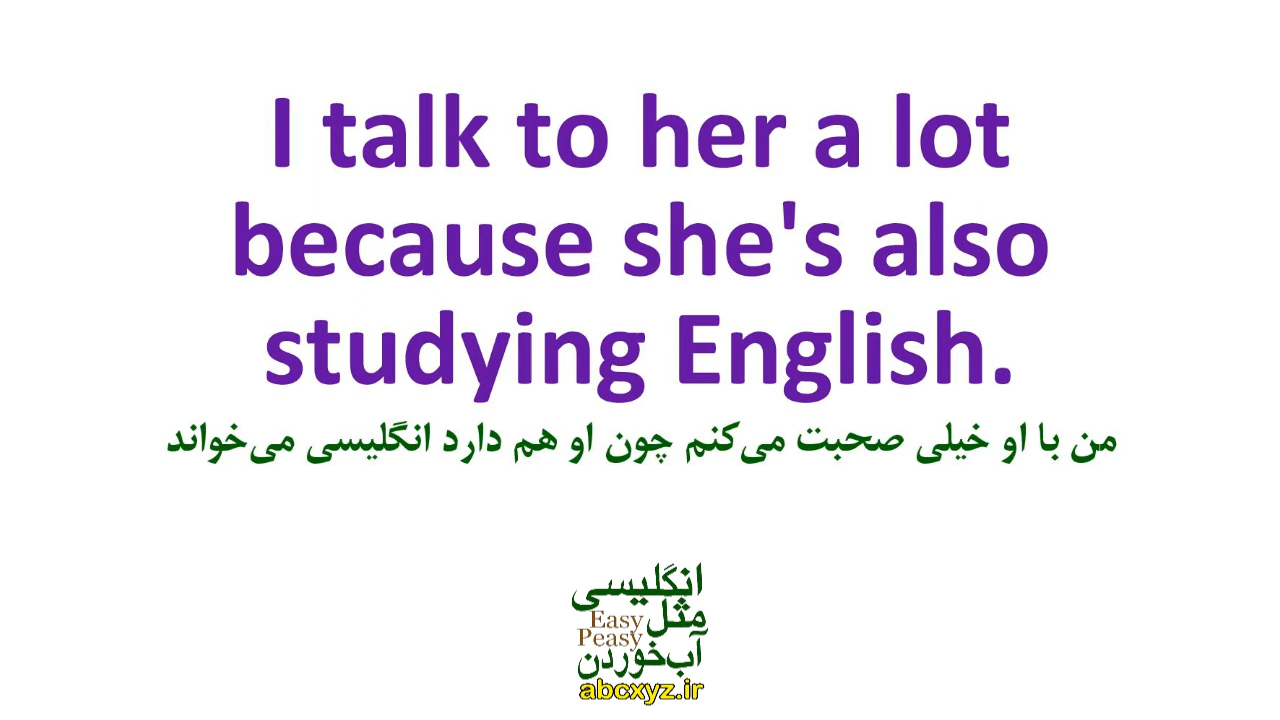 I talk to her a lot
because she's also
studying English.
من با او خیلی صحبت می‌کنم چون او هم دارد انگلیسی می‌خواند
انگلیسی
مثل
Easy
Peasy
آب‌خوردن
abcxyz.ir